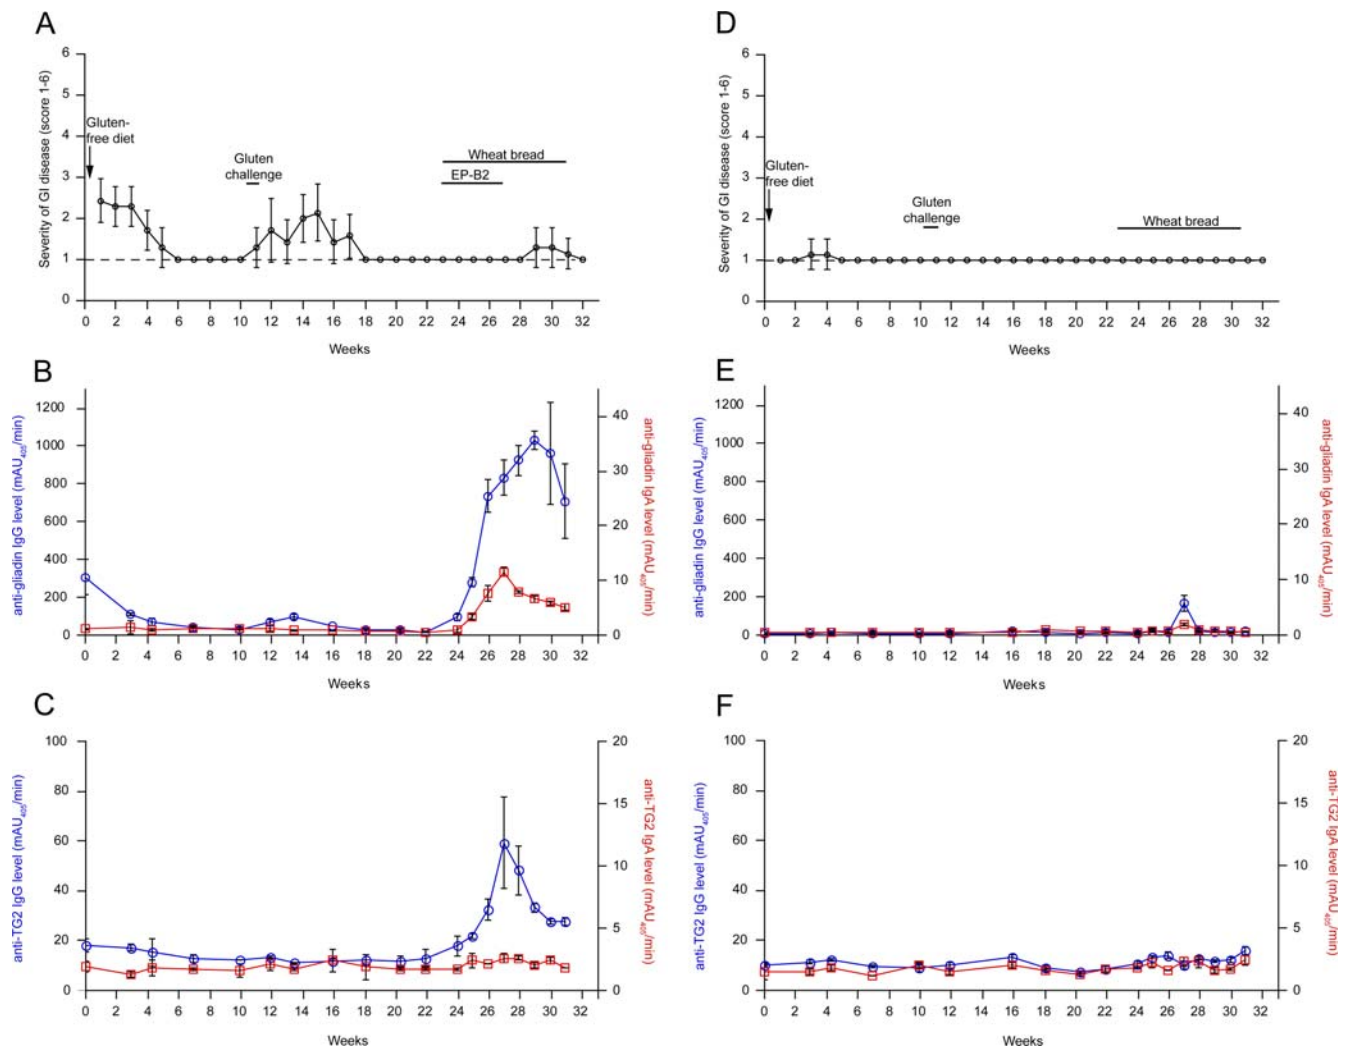 A
Severity of GI disease (score 1-6)
6
5
4
3
2
1
0
Gluten-
free diet
Gluten
challenge
Wheat bread
EP-B2
0 2 4 6 8 10 12 14 16 18 20 22 24 26 28 30 32
Weeks
D
Severity of GI disease (score 1-6)
6
5
4
3
2
1
0
Gluten-
free diet
Gluten
challenge
Wheat bread
0 2 4 6 8 10 12 14 16 18 20 22 24 26 28 30 32
Weeks
B
anti-gliadin IgG level (mAU405/min)
1200
1000
800
600
400
200
0
40
30
20
10
0
anti-gliadin IgA level (mAU405/min)
0 2 4 6 8 10 12 14 16 18 20 22 24 26 28 30 32
Weeks
E
anti-gliadin IgG level (mAU405/min)
1200
1000
800
600
400
200
0
40
30
20
10
0
anti-gliadin IgA level (mAU405/min)
0 2 4 6 8 10 12 14 16 18 20 22 24 26 28 30 32
Weeks
C
anti-TG2 IgG level (mAU405/min)
100
80
60
40
20
0
20
15
10
5
0
anti-TG2 IgA level (mAU405/min)
0 2 4 6 8 10 12 14 16 18 20 22 24 26 28 30 32
Weeks
F
anti-TG2 IgG level (mAU405/min)
100
80
60
40
20
0
20
15
10
5
0
anti-TG2 IgA level (mAU405/min)
0 2 4 6 8 10 12 14 16 18 20 22 24 26 28 30 32
Weeks